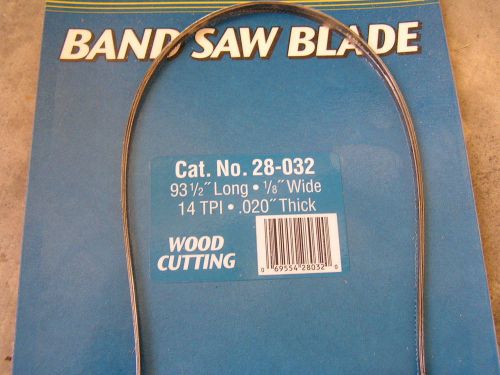 BAND SAW BLADE
Cat. No. 28-032
93 1/2" Long • 1/8" Wide
14 TPI • .020" Thick
WOOD
CUTTING
0 69554 28032 0